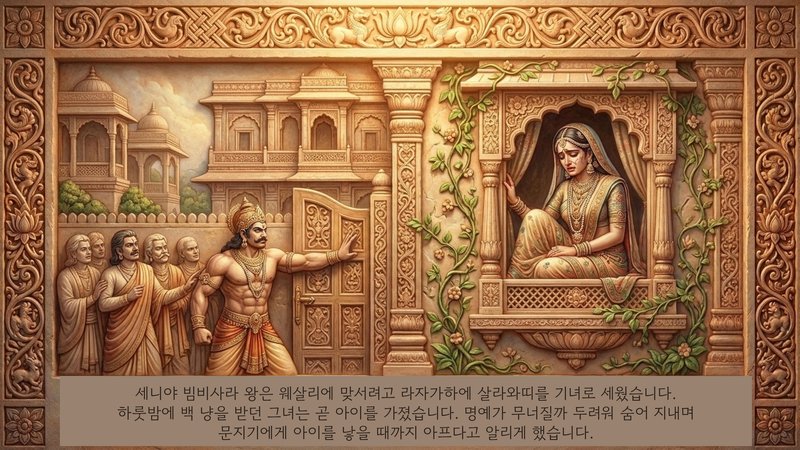 세니야 빔비사라 왕은 웨살리에 맞서려고 라자가하에 살라와띠를 기녀로 세웠습니다.
하룻밤에 백 냥을 받던 그녀는 곧 아이를 가졌습니다. 명예가 무너질까 두려워 숨어 지내며
문지기에게 아이를 낳을 때까지 아프다고 알리게 했습니다.